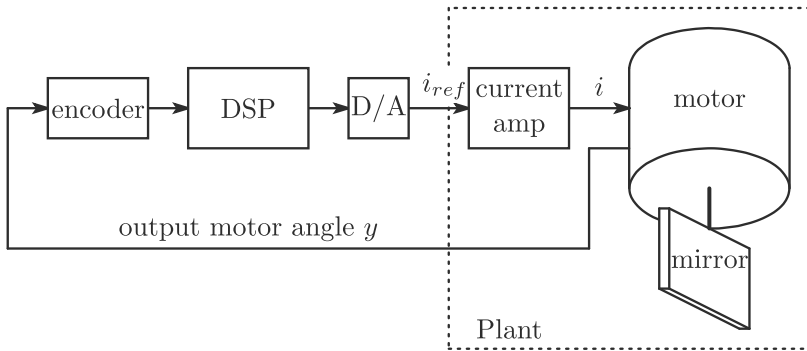 encoder
DSP
D/A
i_ref
current
amp
i
motor
output motor angle y
mirror
Plant